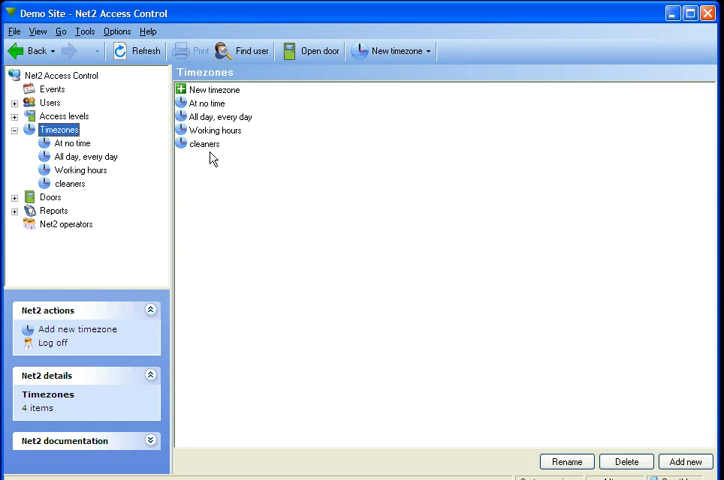 Demo Site - Net2 Access Control
File View Go Tools Options Help
Back Refresh Print Find user Open door New timezone
Net2 Access Control
Events
Users
Access levels
Timezones
At no time
All day, every day
Working hours
cleaners
Doors
Reports
Net2 operators
Net2 actions
Add new timezone
Log off
Net2 details
Timezones
4 items
Net2 documentation
Timezones
New timezone
At no time
All day, every day
Working hours
cleaners
Rename Delete Add new